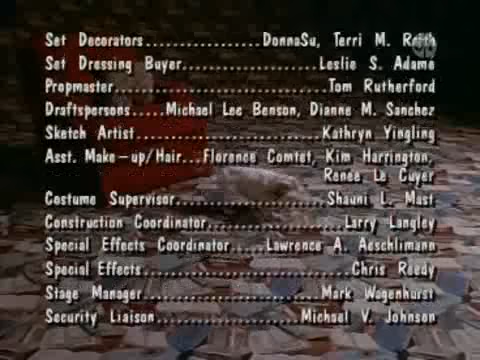 Set Decorators.................DonnaSu, Terri M. Roth
Set Dressing Buyer....................Leslie S. Adams
Propmaster...............................Tom Rutherford
Draftspersons.....Michael Lee Benson, Dianne M. Sanchez
Sketch Artist...........................Kathryn Yingling
Asst. Make-up/Hair...Florence Comtet, Kim Harrington,
Renee Le Cuyer
Costume Supervisor......................Shauni L. Mast
Construction Coordinator....................Larry Langley
Special Effects Coordinator.....Lawrence A. Aeschlimann
Special Effects..............................Chris Reedy
Stage Manager..........................Mark Wagenhurst
Security Liaison.....................Michael V. Johnson